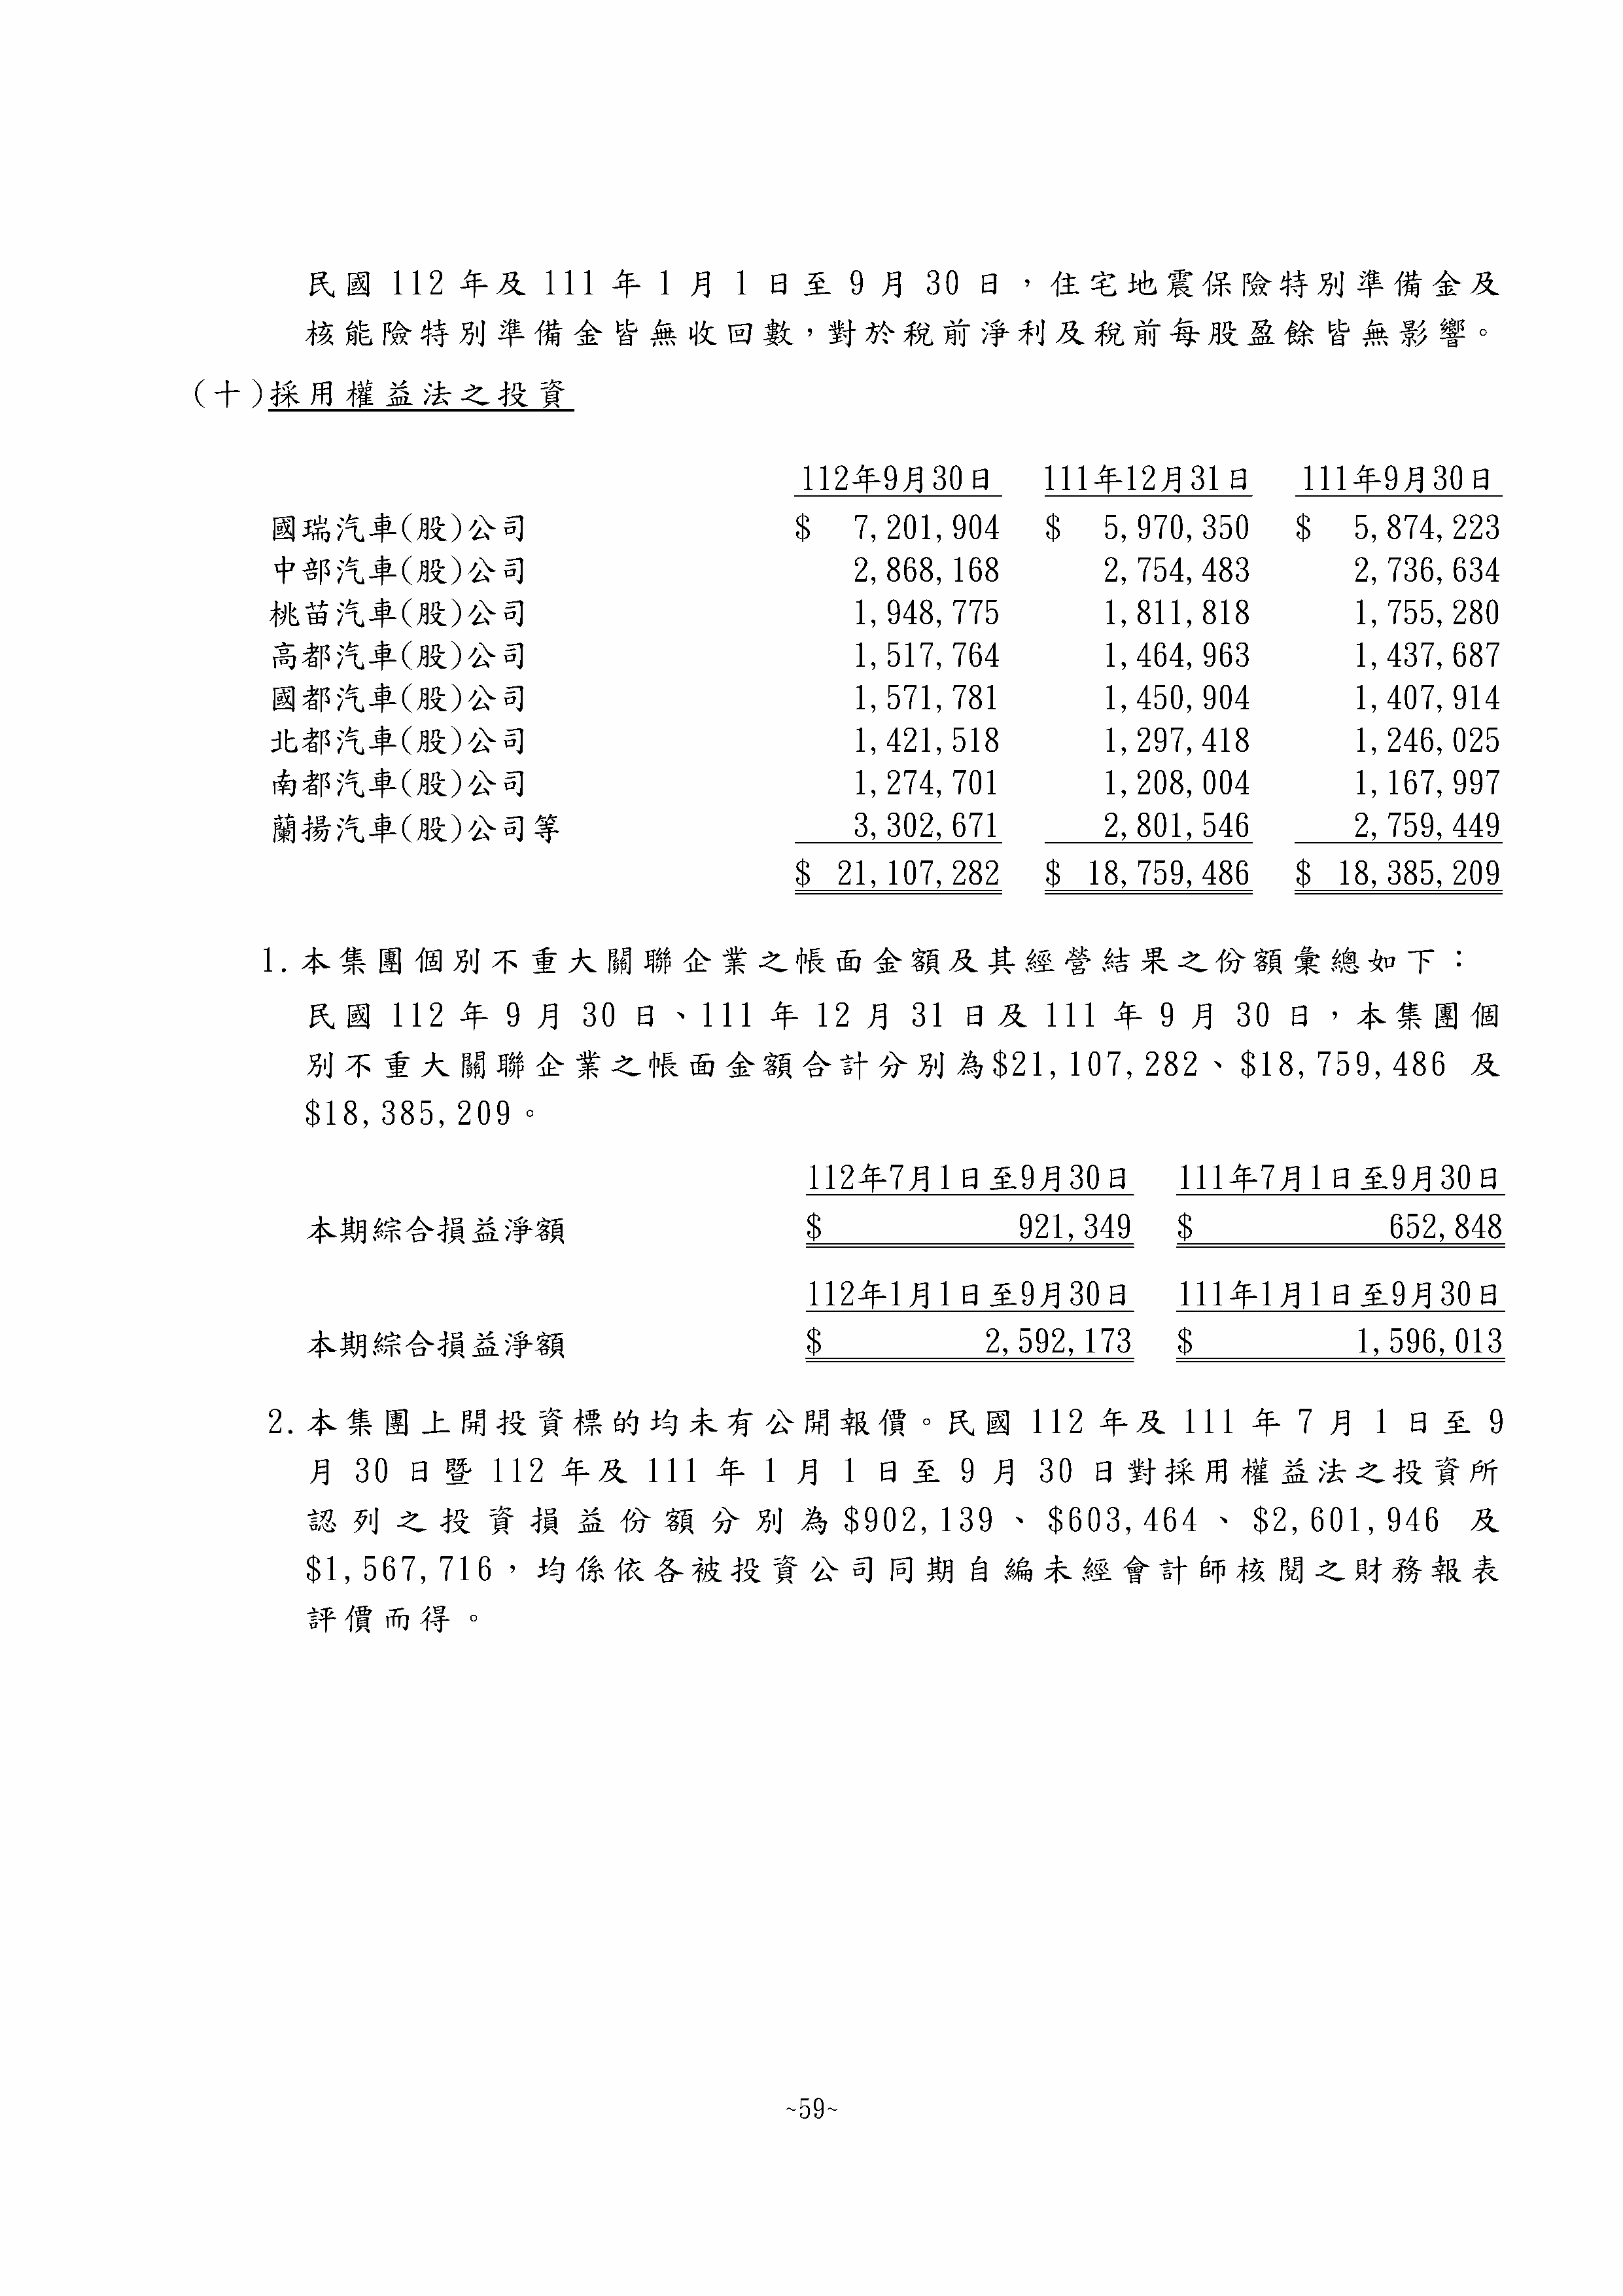 民國 112 年及 111 年 1 月 1 日至 9 月 30 日，住宅地震保險特別準備金及
核能險特別準備金皆無收回數，對於稅前淨利及稅前每股盈餘皆無影響。
(十)採用權益法之投資
112年9月30日 111年12月31日 111年9月30日
國瑞汽車(股)公司 $ 7,201,904 $ 5,970,350 $ 5,874,223
中部汽車(股)公司 2,868,168 2,754,483 2,736,634
桃苗汽車(股)公司 1,948,775 1,811,818 1,755,280
高都汽車(股)公司 1,517,764 1,464,963 1,437,687
國都汽車(股)公司 1,571,781 1,450,904 1,407,914
北都汽車(股)公司 1,421,518 1,297,418 1,246,025
南都汽車(股)公司 1,274,701 1,208,004 1,167,997
蘭揚汽車(股)公司等 3,302,671 2,801,546 2,759,449
$ 21,107,282 $ 18,759,486 $ 18,385,209
1.本集團個別不重大關聯企業之帳面金額及其經營結果之份額彙總如下：
民國 112 年 9 月 30 日、111 年 12 月 31 日及 111 年 9 月 30 日，本集團個
別不重大關聯企業之帳面金額合計分別為$21,107,282、$18,759,486 及
$18,385,209。
112年7月1日至9月30日 111年7月1日至9月30日
本期綜合損益淨額 $ 921,349 $ 652,848
112年1月1日至9月30日 111年1月1日至9月30日
本期綜合損益淨額 $ 2,592,173 $ 1,596,013
2.本集團上開投資標的均未有公開報價。民國 112 年及 111 年 7 月 1 日至 9
月 30 日暨 112 年及 111 年 1 月 1 日至 9 月 30 日對採用權益法之投資所
認列之投資損益份額分別為 $902,139、$603,464、$2,601,946 及
$1,567,716，均係依各被投資公司同期自編未經會計師核閱之財務報表
評價而得。
~59~